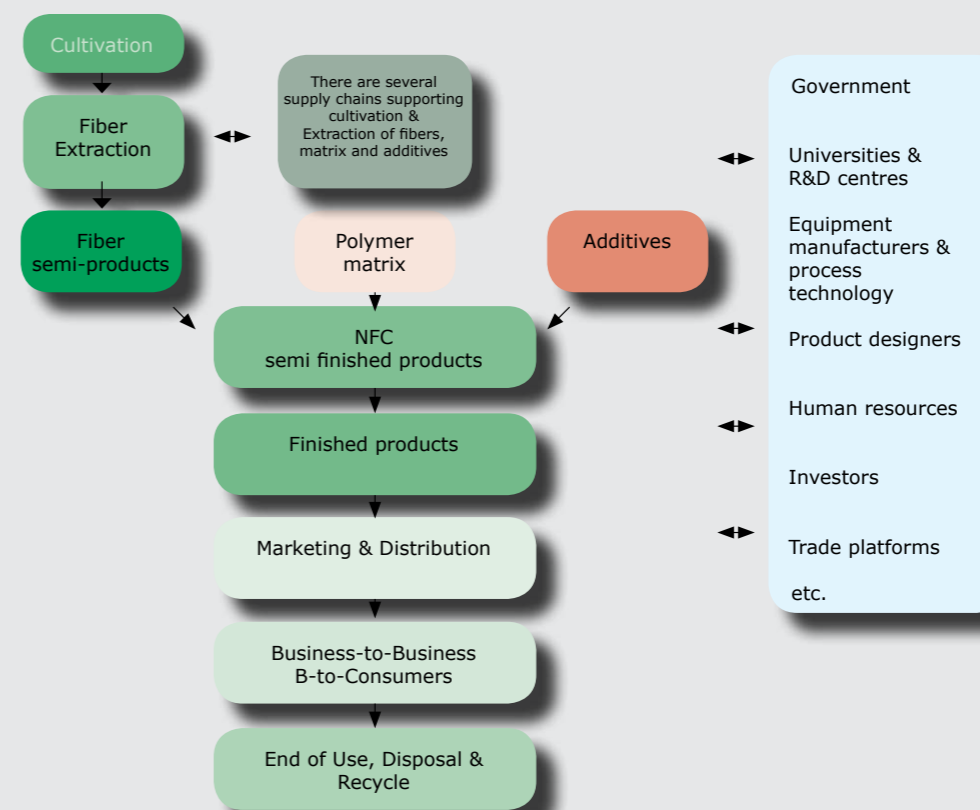 Cultivation
Fiber
Extraction
There are several
supply chains supporting
cultivation &
Extraction of fibers,
matrix and additives
Fiber
semi-products
Polymer
matrix
Additives
NFC
semi finished products
Finished products
Marketing & Distribution
Business-to-Business
B-to-Consumers
End of Use, Disposal &
Recycle
Government
Universities &
R&D centres
Equipment
manufacturers &
process
technology
Product designers
Human resources
Investors
Trade platforms
etc.